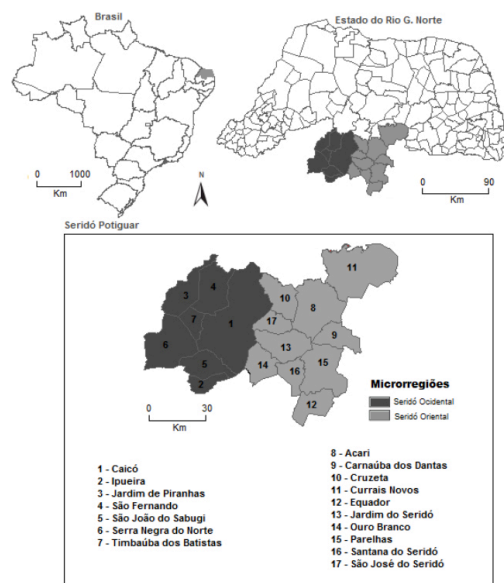 Brasil
Estado do Rio G. Norte
0 1000
Km
N
0 90
Km
Seridó Potiguar
11
3 4
10 8
7 1 17
9
6 13
5 14 16 15
2
12
Microrregiões
Seridó Ocidental
Seridó Oriental
0 30
Km
1 - Caicó
2 - Ipueira
3 - Jardim de Piranhas
4 - São Fernando
5 - São João do Sabugi
6 - Serra Negra do Norte
7 - Timbaúba dos Batistas
8 - Acari
9 - Carnaúba dos Dantas
10 - Cruzeta
11 - Currais Novos
12 - Equador
13 - Jardim do Seridó
14 - Ouro Branco
15 - Parelhas
16 - Santana do Seridó
17 - São José do Seridó